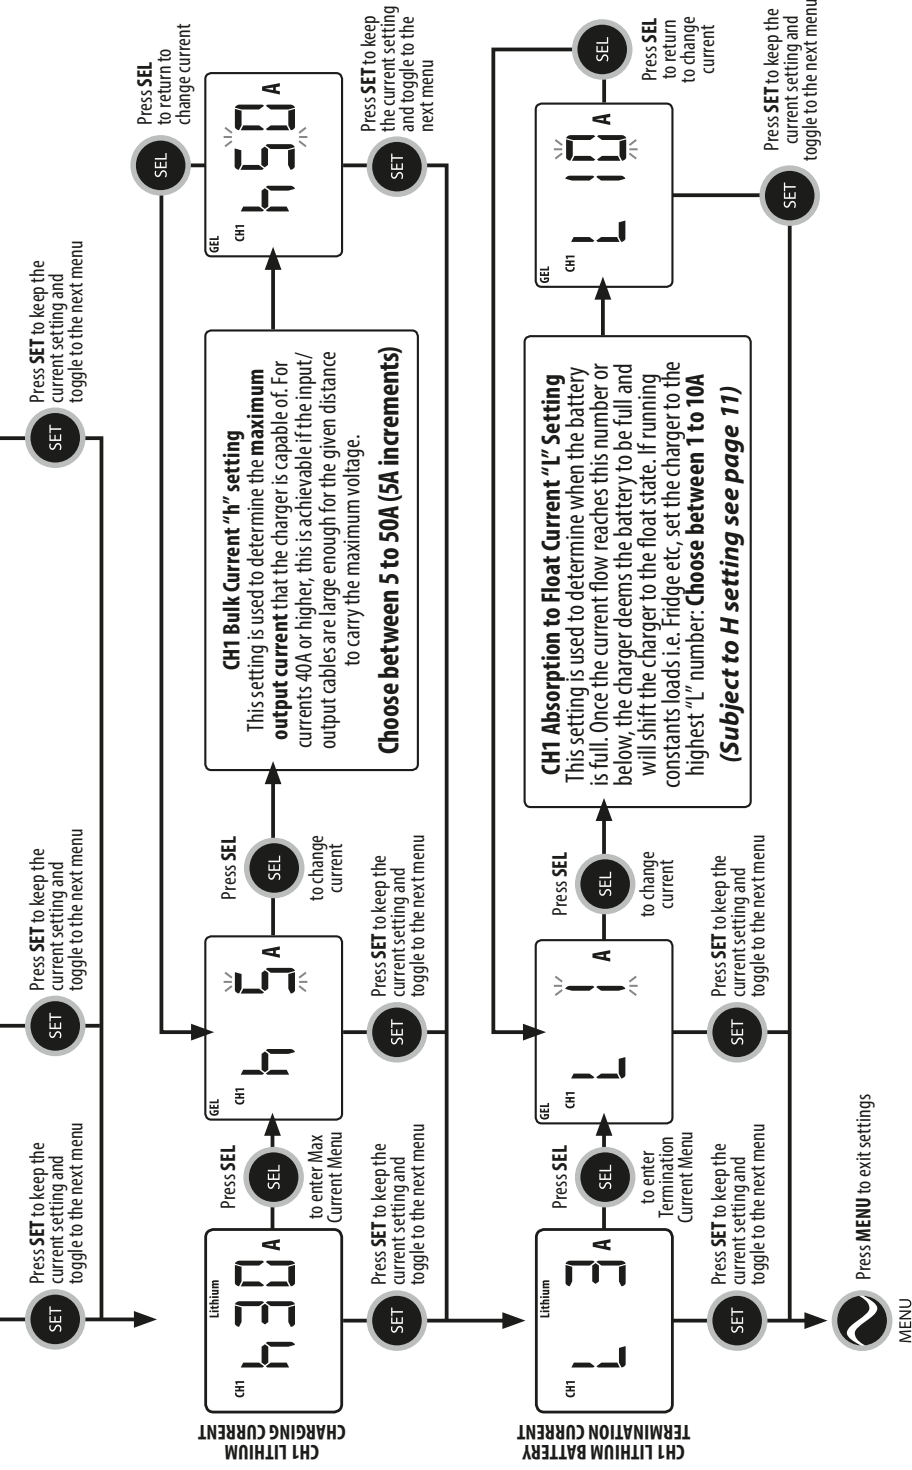 SET
Press SET to keep the
current setting and
toggle to the next menu
SET
Press SET to keep the
current setting and
toggle to the next menu
SET
Press SET to keep the
current setting and
toggle to the next menu
CH1 LITHIUM
CHARGING CURRENT
Lithium
CH1
h30 A
Press SEL
SEL
to enter Max
Current Menu
GEL
CH1
h 5 A
Press SEL
SEL
to change
current
CH1 Bulk Current "h" setting
This setting is used to determine the maximum
output current that the charger is capable of. For
currents 40A or higher, this is achievable if the input/
output cables are large enough for the given distance
to carry the maximum voltage.
Choose between 5 to 50A (5A increments)
GEL
CH1
h50 A
SEL
Press SEL
to return to
change current
SET
Press SET to keep the
current setting and
toggle to the next menu
SET
Press SET to keep the
current setting and
toggle to the next menu
SET
Press SET to keep
the current setting
and toggle to the
next menu
CH1 LITHIUM BATTERY
TERMINATION CURRENT
Lithium
CH1
L 3 A
Press SEL
SEL
to enter
Termination
Current Menu
GEL
CH1
L 1 A
Press SEL
SEL
to change
current
CH1 Absorption to Float Current "L" Setting
This setting is used to determine when the battery
is full. Once the current flow reaches this number or
below, the charger deems the battery to be full and
will shift the charger to the float state. If running
constants loads i.e. Fridge etc, set the charger to the
highest "L" number: Choose between 1 to 10A
(Subject to H setting see page 11)
GEL
CH1
L 10 A
SEL
Press SEL
to return
to change
current
SET
Press SET to keep the
current setting and
toggle to the next menu
SET
Press SET to keep the
current setting and
toggle to the next menu
SET
Press SET to keep the
current setting and
toggle to the next menu
Press MENU to exit settings
MENU